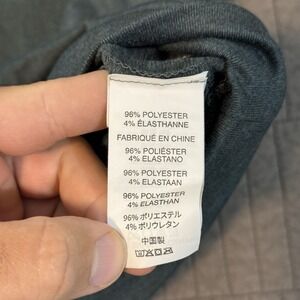 96% POLYESTER
4% ÉLASTHANNE
FABRIQUÉ EN CHINE
96% POLIÉSTER
4% ELASTANO
96% POLYESTER
4% ELASTAAN
96% POLYESTER
4% ELASTHAN
96% ポリエステル
4% ポリウレタン
中国製